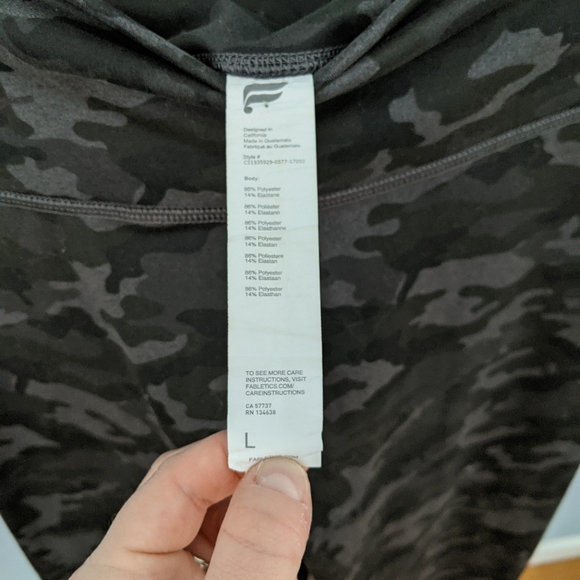 Designed in
California
Made in Guatemala
Fabriqué au Guatemala
Style #
Body:
86% Polyester
14% Elastane
86% Poliéster
14% Elastano
86% Polyester
14% Élasthanne
86% Polyester
14% Elastan
86% Poliestere
14% Elastan
86% Polyester
14% Elastaan
86% Polyester
14% Elasthan
TO SEE MORE CARE
INSTRUCTIONS, VISIT
FABLETICS.COM/
CAREINSTRUCTIONS
CA 57737
RN 134638
L